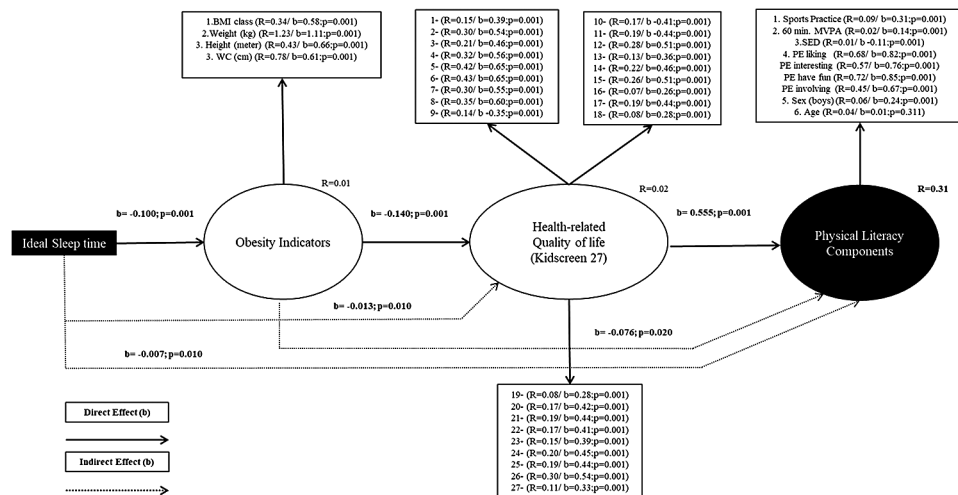 1.BMI class (R=0.34/ b=0.58;p=0.001)
2.Weight (kg) (R=1.23/ b=1.11;p=0.001)
3. Height (meter) (R=0.43/ b=0.66;p=0.001)
3. WC (cm) (R=0.78/ b=0.61;p=0.001)
1- (R=0.15/ b=0.39;p=0.001)
2- (R=0.30/ b=0.54;p=0.001)
3- (R=0.21/ b=0.46;p=0.001)
4- (R=0.32/ b=0.56;p=0.001)
5- (R=0.42/ b=0.65;p=0.001)
6- (R=0.43/ b=0.65;p=0.001)
7- (R=0.30/ b=0.55;p=0.001)
8- (R=0.35/ b=0.60;p=0.001)
9- (R=0.14/ b -0.35;p=0.001)
10- (R=0.17/ b -0.41;p=0.001)
11- (R=0.19/ b -0.44;p=0.001)
12- (R=0.28/ b=0.51;p=0.001)
13- (R=0.13/ b=0.36;p=0.001)
14- (R=0.22/ b=0.46;p=0.001)
15- (R=0.26/ b=0.51;p=0.001)
16- (R=0.07/ b=0.26;p=0.001)
17- (R=0.19/ b=0.44;p=0.001)
18- (R=0.08/ b=0.28;p=0.001)
1. Sports Practice (R=0.09/ b=0.31;p=0.001)
2. 60 min. MVPA (R=0.02/ b=0.14;p=0.001)
3.SED (R=0.01/ b -0.11;p=0.001)
4. PE liking (R=0.68/ b=0.82;p=0.001)
PE interesting (R=0.57/ b=0.76;p=0.001)
PE have fun (R=0.72/ b=0.85;p=0.001)
PE involving (R=0.45/ b=0.67;p=0.001)
5. Sex (boys) (R=0.06/ b=0.24;p=0.001)
6. Age (R=0.04/ b=0.01;p=0.311)
R=0.01
R=0.02
R=0.31
b= -0.100; p=0.001
b= -0.140; p=0.001
b= 0.555; p=0.001
Ideal Sleep time
Obesity Indicators
Health-related
Quality of life
(Kidscreen 27)
Physical Literacy
Components
b= -0.013; p=0.010
b= -0.076; p=0.020
b= -0.007; p=0.010
19- (R=0.08/ b=0.28;p=0.001)
20- (R=0.17/ b=0.42;p=0.001)
21- (R=0.19/ b=0.44;p=0.001)
22- (R=0.17/ b=0.41;p=0.001)
23- (R=0.15/ b=0.39;p=0.001)
24- (R=0.20/ b=0.45;p=0.001)
25- (R=0.19/ b=0.44;p=0.001)
26- (R=0.30/ b=0.54;p=0.001)
27- (R=0.11/ b=0.33;p=0.001)
Direct Effect (b)
Indirect Effect (b)